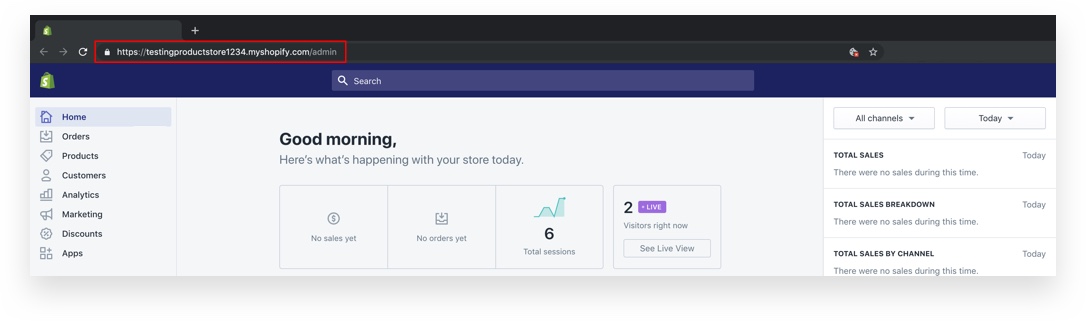 https://testingproductstore1234.myshopify.com/admin
Search
Home
Orders
Products
Customers
Analytics
Marketing
Discounts
Apps
Good morning,
Here's what's happening with your store today.
No sales yet
No orders yet
6
Total sessions
2 • LIVE
Visitors right now
See Live View
All channels
Today
TOTAL SALES Today
There were no sales during this time.
TOTAL SALES BREAKDOWN Today
There were no sales during this time.
TOTAL SALES BY CHANNEL Today
There were no sales during this time.